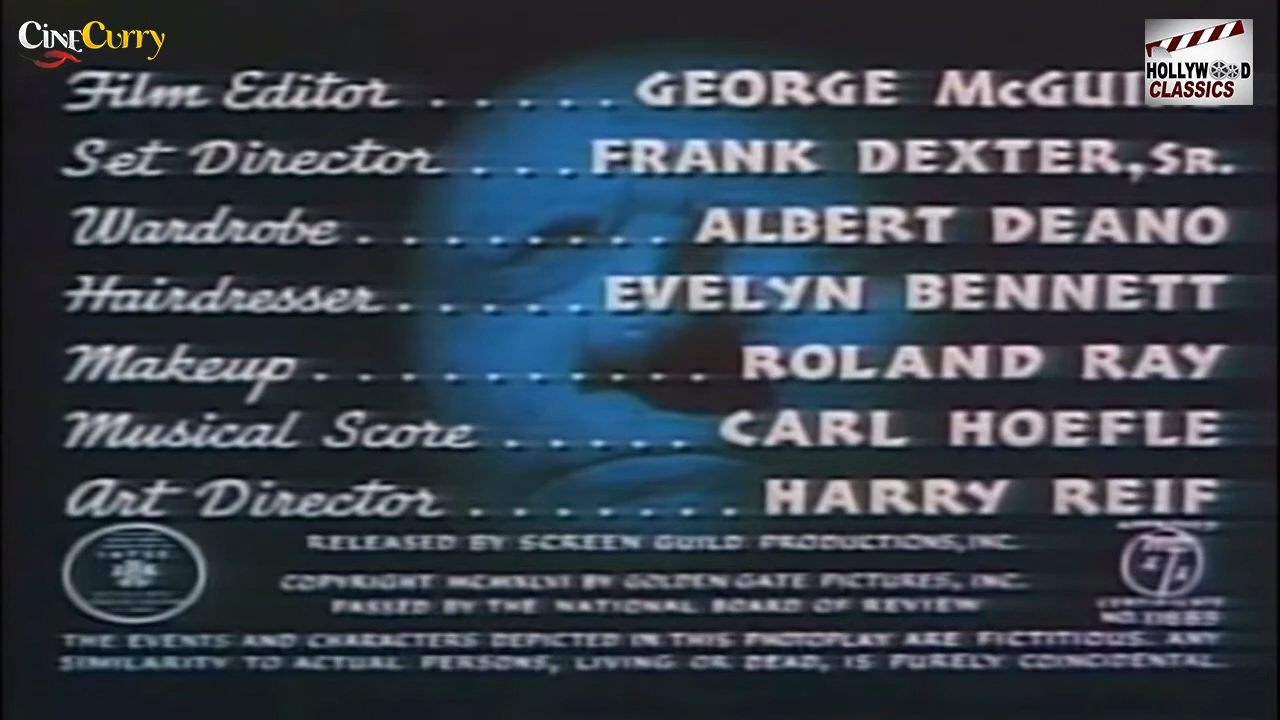 CINECURRY
HOLLYWOOD
CLASSICS
Film Editor . . . . . . GEORGE McGUI
Set Director . . . . FRANK DEXTER, SR.
Wardrobe . . . . . . . . . ALBERT DEANO
Hairdresser . . . . . . EVELYN BENNETT
Makeup . . . . . . . . . . . ROLAND RAY
Musical Score . . . . . . CARL HOEFLE
Art Director . . . . . . . . HARRY REIF
RELEASED BY SCREEN GUILD PRODUCTIONS, INC.
COPYRIGHT MCMXLVI BY GOLDEN GATE PICTURES, INC.
PASSED BY THE NATIONAL BOARD OF REVIEW
THE EVENTS AND CHARACTERS DEPICTED IN THIS PHOTOPLAY ARE FICTITIOUS. ANY
SIMILARITY TO ACTUAL PERSONS, LIVING OR DEAD, IS PURELY COINCIDENTAL.